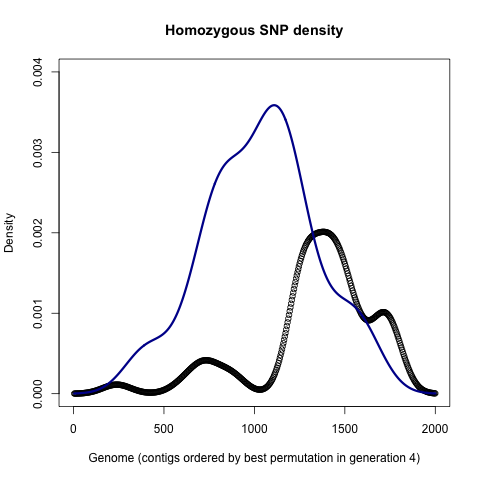 Homozygous SNP density
0.004
0.003
0.002
0.001
0.000
Density
0 500 1000 1500 2000
Genome (contigs ordered by best permutation in generation 4)